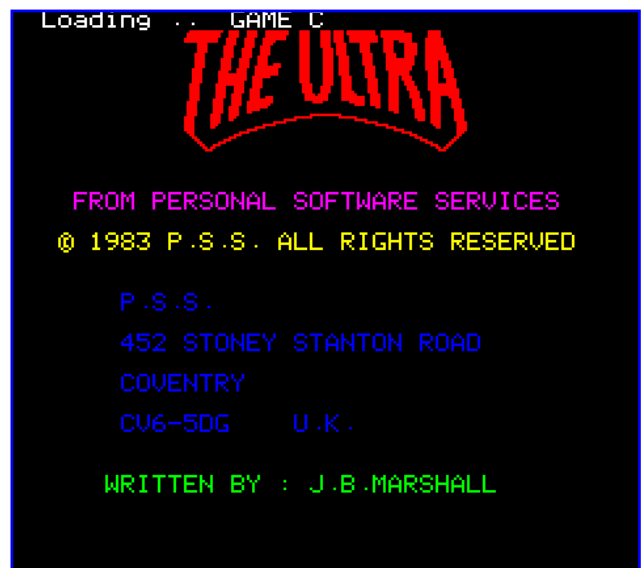 Loading .. GAME C
THE ULTRA
FROM PERSONAL SOFTWARE SERVICES
© 1983 P.S.S. ALL RIGHTS RESERVED
P.S.S.
452 STONEY STANTON ROAD
COVENTRY
CV6-5DG U.K.
WRITTEN BY : J.B.MARSHALL